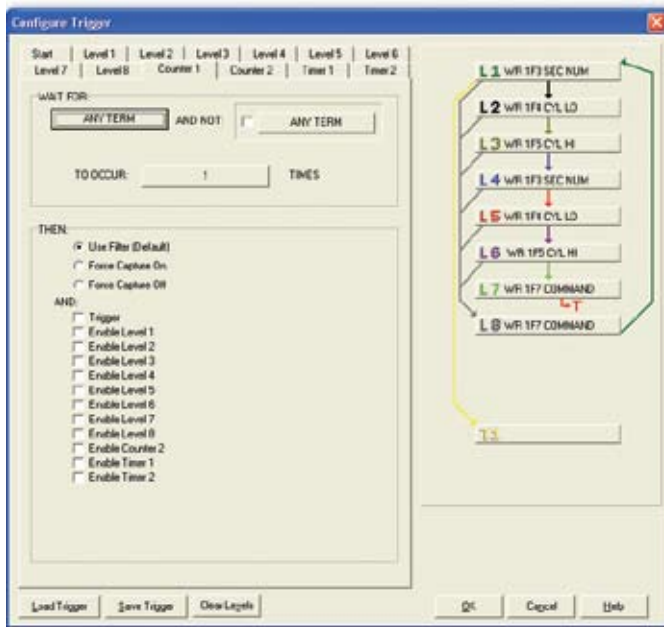 Configure Trigger
Start Level 1 Level 2 Level 3 Level 4 Level 5 Level 6
Level 7 Level 8 Counter 1 Counter 2 Timer 1 Timer 2
WAIT FOR:
ANY TERM AND NOT ANY TERM
TO OCCUR: 1 TIMES
THEN:
Use Filter (Default)
Force Capture On
Force Capture Off
AND:
Trigger
Enable Level 1
Enable Level 2
Enable Level 3
Enable Level 4
Enable Level 5
Enable Level 6
Enable Level 7
Enable Level 8
Enable Counter 2
Enable Timer 1
Enable Timer 2
L1 WR 1F3 SEC NUM
L2 WR 1F4 CYL LO
L3 WR 1F5 CYL HI
L4 WR 1F3 SEC NUM
L5 WR 1F4 CYL LO
L6 WR 1F5 CYL HI
L7 WR 1F7 COMMAND
T
L8 WR 1F7 COMMAND
Load Trigger Save Trigger Clear Levels OK Cancel Help